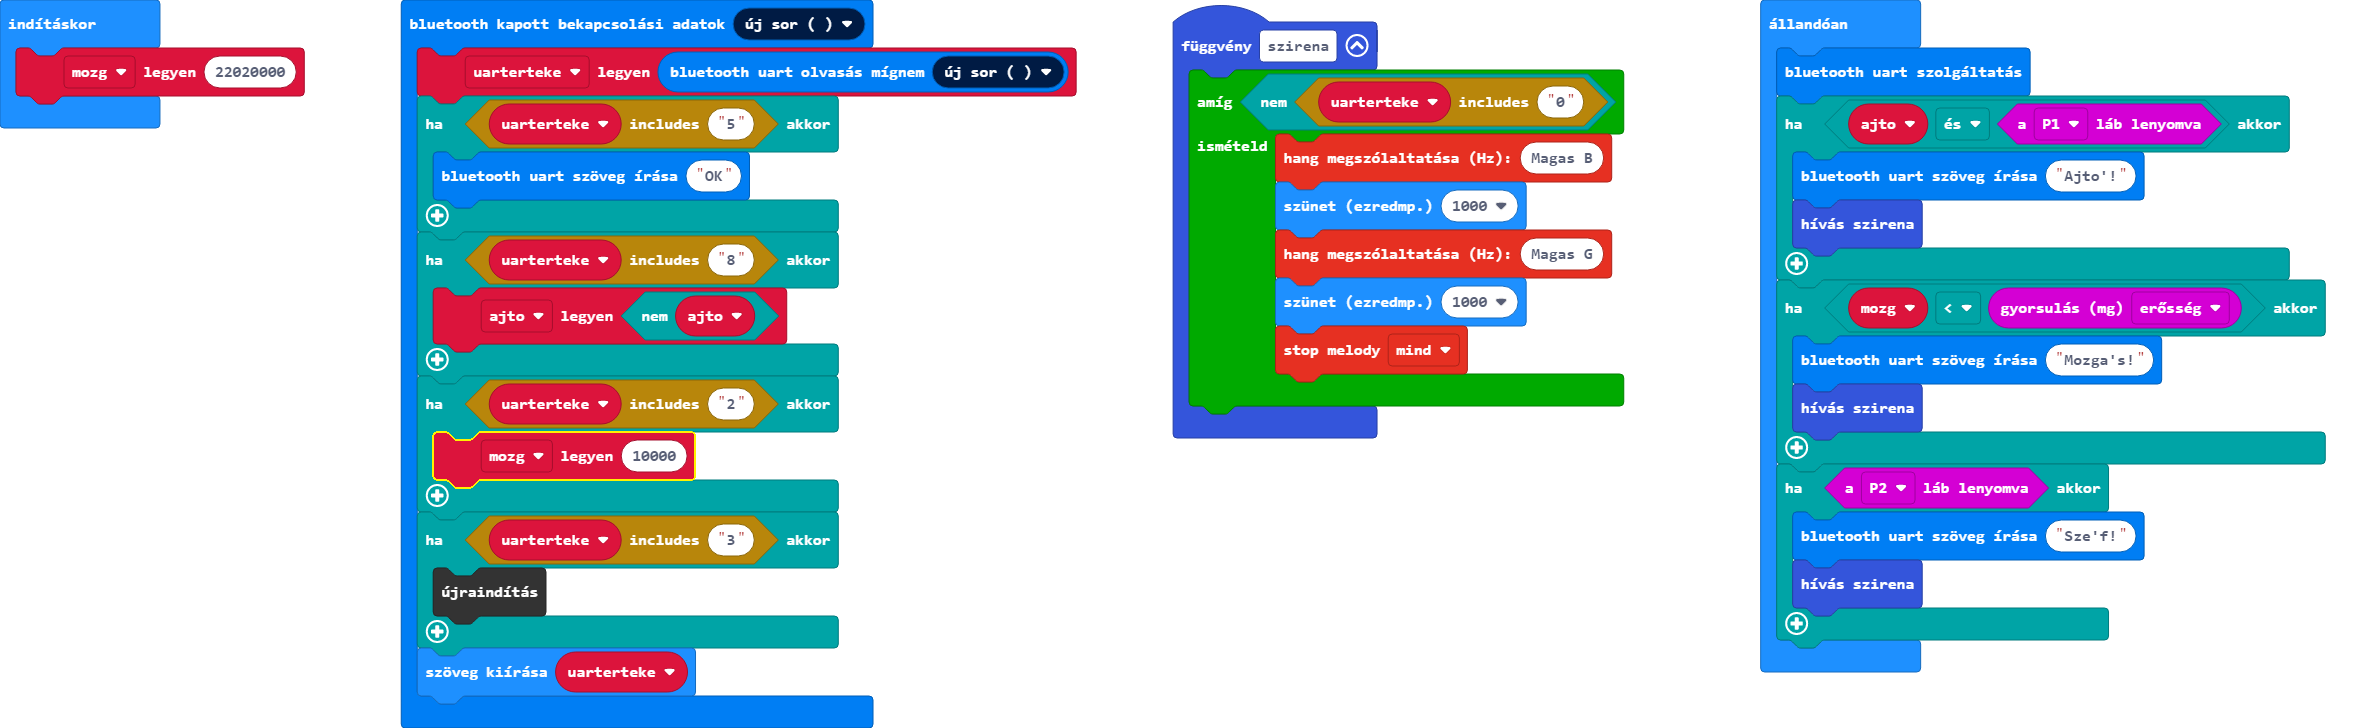 indításkor
mozg legyen 22020000
bluetooth kapott bekapcsolási adatok új sor ( )
uarterteke legyen bluetooth uart olvasás mígnem új sor ( )
ha uarterteke includes "5" akkor
bluetooth uart szöveg írása "OK"
ha uarterteke includes "8" akkor
ajto legyen nem ajto
ha uarterteke includes "2" akkor
mozg legyen 10000
ha uarterteke includes "3" akkor
újraindítás
szöveg kiírása uarterteke
függvény szirena
amíg nem uarterteke includes "0"
ismételd
hang megszólaltatása (Hz): Magas B
szünet (ezredmp.) 1000
hang megszólaltatása (Hz): Magas G
szünet (ezredmp.) 1000
stop melody mind
állandóan
bluetooth uart szolgáltatás
ha ajto és a P1 láb lenyomva akkor
bluetooth uart szöveg írása "Ajto'!"
hívás szirena
ha mozg < gyorsulás (mg) erősség akkor
bluetooth uart szöveg írása "Mozga's!"
hívás szirena
ha a P2 láb lenyomva akkor
bluetooth uart szöveg írása "Sze'f!"
hívás szirena